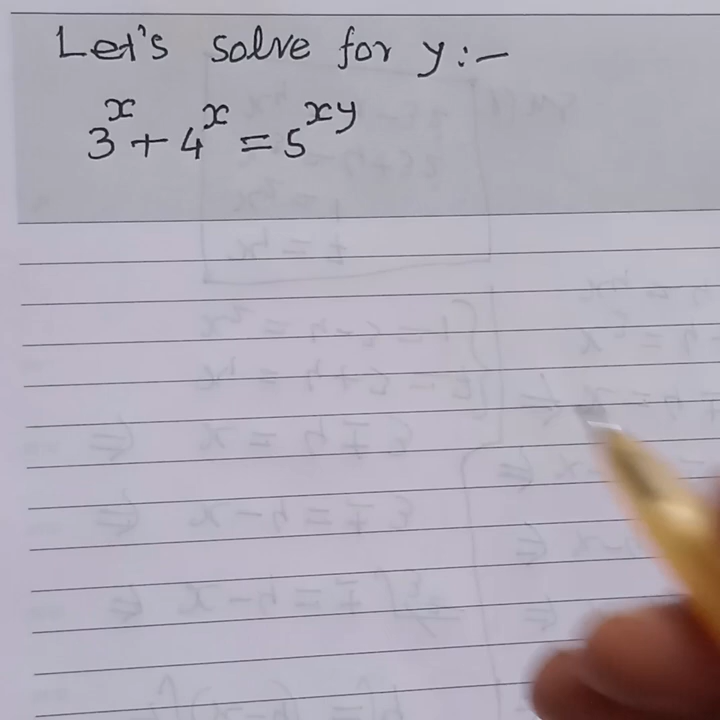 Let's solve for y:-
3^x + 4^x = 5^xy